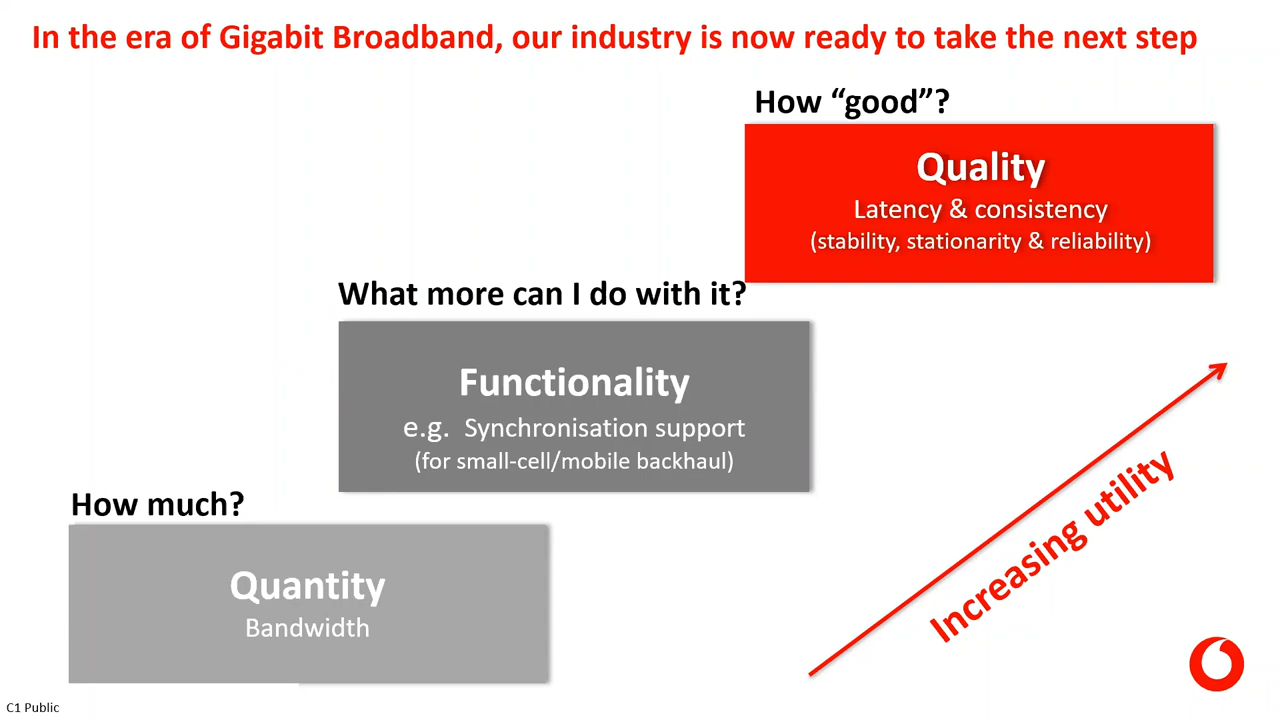 In the era of Gigabit Broadband, our industry is now ready to take the next step
How “good”?
Quality
Latency & consistency
(stability, stationarity & reliability)
What more can I do with it?
Functionality
e.g. Synchronisation support
(for small-cell/mobile backhaul)
How much?
Quantity
Bandwidth
Increasing utility
C1 Public